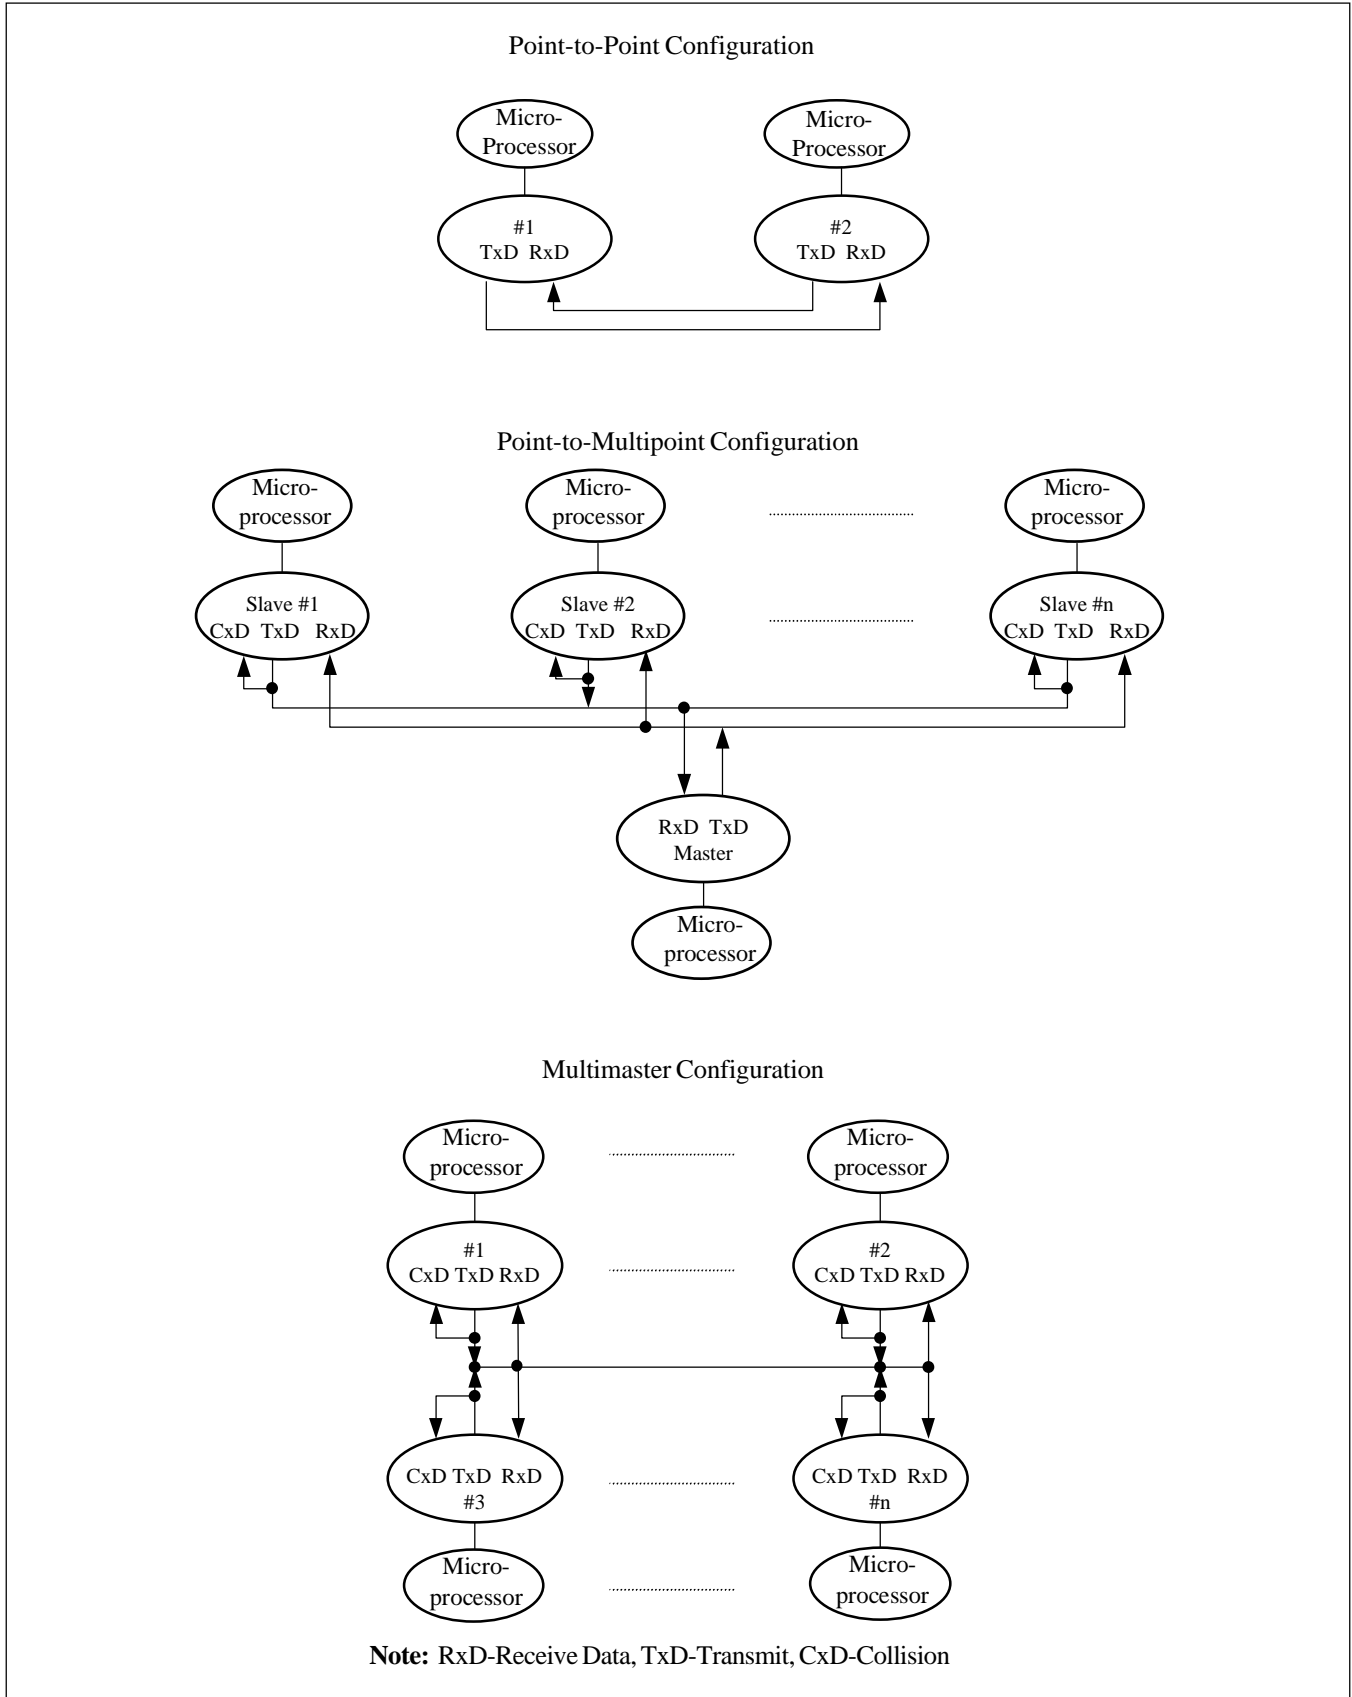 Point-to-Point Configuration
Micro-
Processor
Micro-
Processor
#1
TxD RxD
#2
TxD RxD
Point-to-Multipoint Configuration
Micro-
processor
Micro-
processor
Micro-
processor
Slave #1
CxD TxD RxD
Slave #2
CxD TxD RxD
Slave #n
CxD TxD RxD
RxD TxD
Master
Micro-
processor
Multimaster Configuration
Micro-
processor
Micro-
processor
#1
CxD TxD RxD
#2
CxD TxD RxD
CxD TxD RxD
#3
CxD TxD RxD
#n
Micro-
processor
Micro-
processor
Note: RxD-Receive Data, TxD-Transmit, CxD-Collision